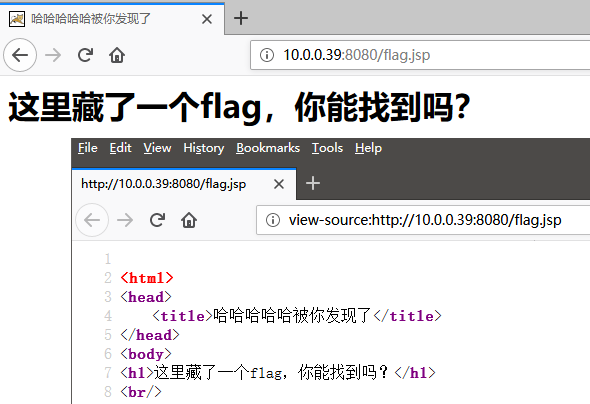 哈哈哈哈哈被你发现了
10.0.0.39:8080/flag.jsp
这里藏了一个flag，你能找到吗？
File Edit View History Bookmarks Tools Help
http://10.0.0.39:8080/flag.jsp
view-source:http://10.0.0.39:8080/flag.jsp
1
2 <html>
3 <head>
4 <title>哈哈哈哈哈被你发现了</title>
5 </head>
6 <body>
7 <h1>这里藏了一个flag，你能找到吗？</h1>
8 <br/>